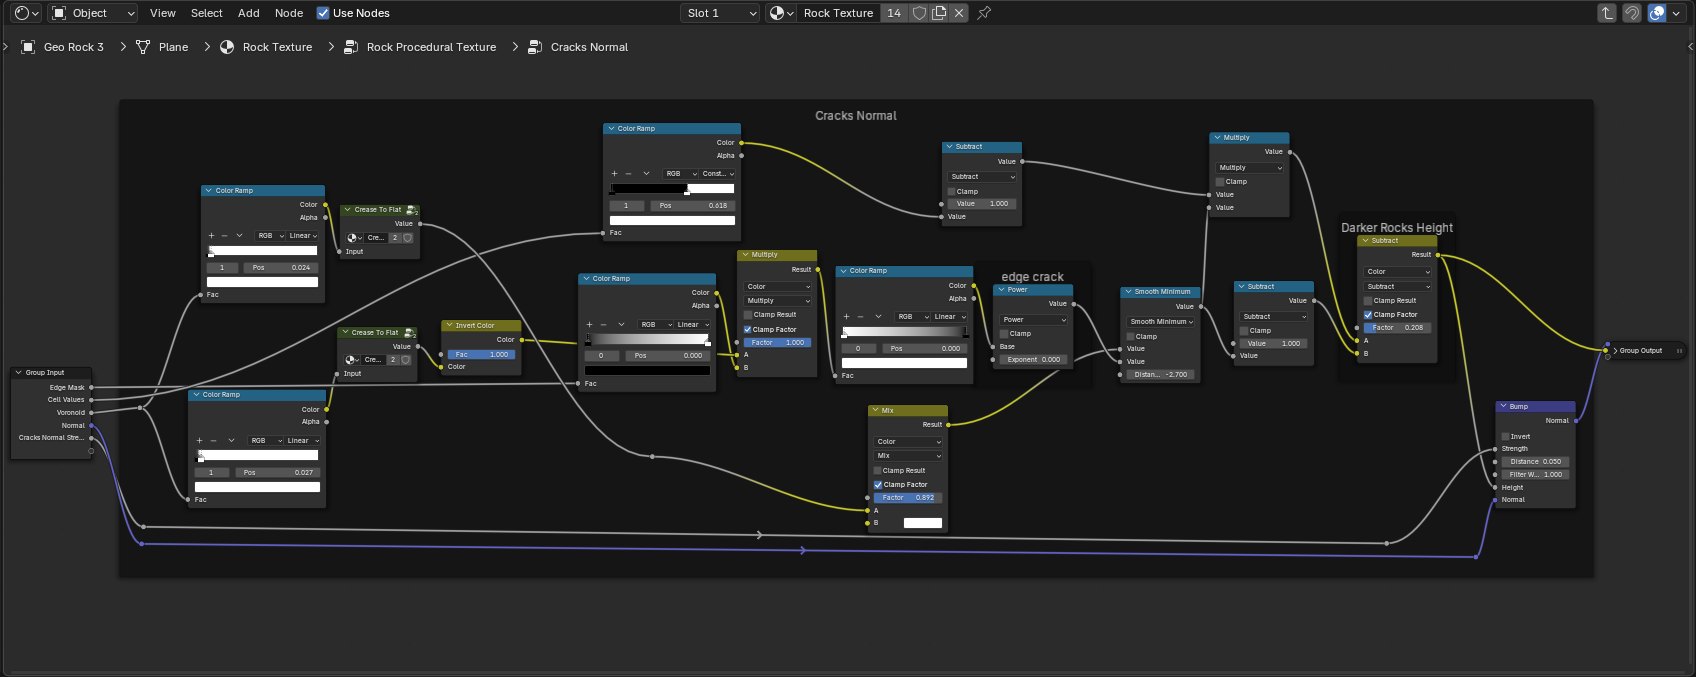 Object View Select Add Node Use Nodes Slot 1 Rock Texture 14
Geo Rock 3 Plane Rock Texture Rock Procedural Texture Cracks Normal
Cracks Normal
Group Input
Edge Mask
Cell Values
Voronoid
Normal
Cracks Normal Stre...
Color Ramp
Color
Alpha
RGB Linear
1 Pos 0.024
Fac
Crease To Flat
Value
Cre... 2
Input
Crease To Flat
Value
Cre... 2
Input
Color Ramp
Color
Alpha
RGB Linear
1 Pos 0.027
Fac
Invert Color
Color
Fac 1.000
Color
Color Ramp
Color
Alpha
RGB Const...
1 Pos 0.618
Fac
Color Ramp
Color
Alpha
RGB Linear
0 Pos 0.000
Fac
Multiply
Result
Color
Multiply
Clamp Result
Clamp Factor
Factor 1.000
A
B
Color Ramp
Color
Alpha
RGB Linear
0 Pos 0.000
Fac
edge crack
Power
Value
Power
Clamp
Base
Exponent 0.000
Mix
Result
Color
Mix
Clamp Result
Clamp Factor
Factor 0.892
A
B
Subtract
Value
Subtract
Clamp
Value 1.000
Value
Smooth Minimum
Value
Smooth Minimum
Clamp
Value
Value
Distan... -2.700
Multiply
Value
Multiply
Clamp
Value
Value
Subtract
Value
Subtract
Clamp
Value 1.000
Value
Darker Rocks Height
Subtract
Result
Color
Subtract
Clamp Result
Clamp Factor
Factor 0.208
A
B
Bump
Normal
Invert
Strength
Distance 0.050
Filter W... 1.000
Height
Normal
Group Output